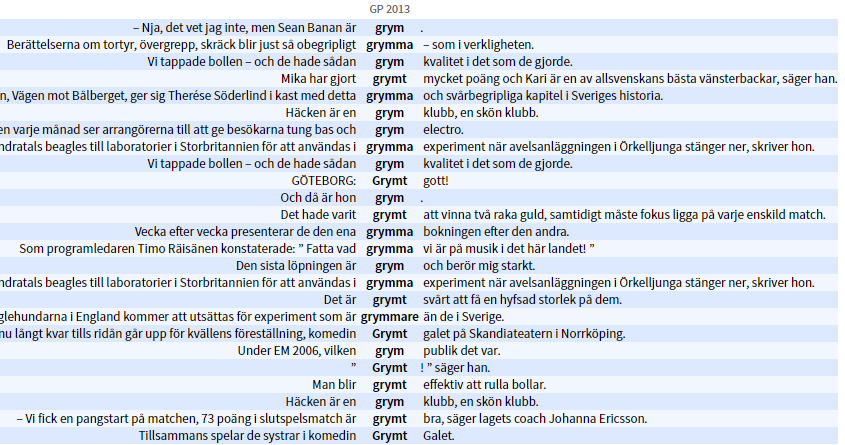 GP 2013
– Nja, det vet jag inte, men Sean Banan är grym .
Berättelserna om tortyr, övergrepp, skräck blir just så obegripligt grymma – som i verkligheten.
Vi tappade bollen – och de hade sådan grym kvalitet i det som de gjorde.
Mika har gjort grymt mycket poäng och Kari är en av allsvenskans bästa vänsterbackar, säger han.
n, Vägen mot Bålberget, ger sig Therése Söderlind i kast med detta grymma och svårbegripliga kapitel i Sveriges historia.
Häcken är en grym klubb, en skön klubb.
en varje månad ser arrangörerna till att ge besökarna tung bas och grym electro.
ndratals beagles till laboratorier i Storbritannien för att användas i grymma experiment när avelsanläggningen i Örkelljunga stänger ner, skriver hon.
Vi tappade bollen – och de hade sådan grym kvalitet i det som de gjorde.
GÖTEBORG: Grymt gott!
Och då är hon grym .
Det hade varit grymt att vinna två raka guld, samtidigt måste fokus ligga på varje enskild match.
Vecka efter vecka presenterar de den ena grymma bokningen efter den andra.
Som programledaren Timo Räisänen konstaterade: ” Fatta vad grymma vi är på musik i det här landet! ”
Den sista löpningen är grym och berör mig starkt.
ndratals beagles till laboratorier i Storbritannien för att användas i grymma experiment när avelsanläggningen i Örkelljunga stänger ner, skriver hon.
Det är grymt svårt att få en hyfsad storlek på dem.
glehundarna i England kommer att utsättas för experiment som är grymmare än de i Sverige.
nu långt kvar tills ridån går upp för kvällens föreställning, komedin Grymt galet på Skandiateatern i Norrköping.
Under EM 2006, vilken grym publik det var.
” Grymt ! ” säger han.
Man blir grymt effektiv att rulla bollar.
Häcken är en grym klubb, en skön klubb.
– Vi fick en pangstart på matchen, 73 poäng i slutspelsmatch är grymt bra, säger lagets coach Johanna Ericsson.
Tillsammans spelar de systrar i komedin Grymt Galet.